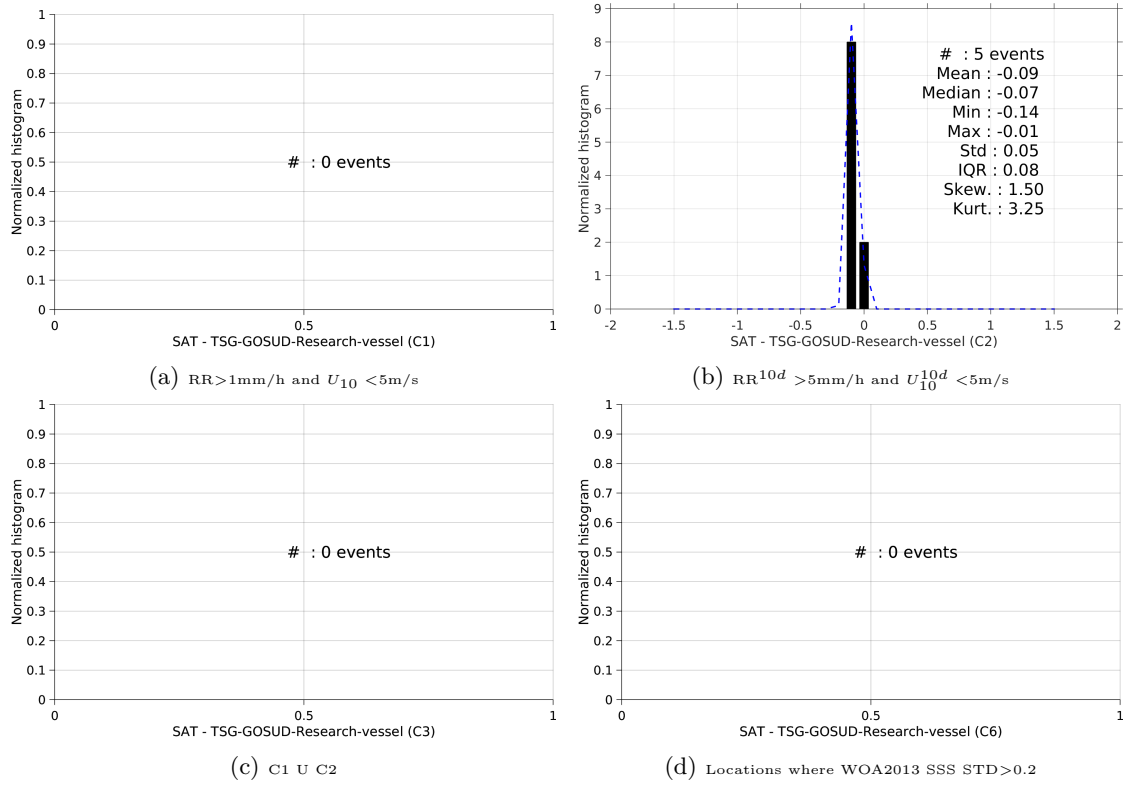 1
0.9
0.8
0.7
0.6
0.5
0.4
0.3
0.2
0.1
0
Normalized histogram
# : 0 events
0 0.5 1
SAT - TSG-GOSUD-Research-vessel (C1)
(a) RR>1mm/h and U10 <5m/s
9
8
7
6
5
4
3
2
1
0
Normalized histogram
# : 5 events
Mean : -0.09
Median : -0.07
Min : -0.14
Max : -0.01
Std : 0.05
IQR : 0.08
Skew. : 1.50
Kurt. : 3.25
-2 -1.5 -1 -0.5 0 0.5 1 1.5 2
SAT - TSG-GOSUD-Research-vessel (C2)
(b) RR^10d >5mm/h and U10^10d <5m/s
1
0.9
0.8
0.7
0.6
0.5
0.4
0.3
0.2
0.1
0
Normalized histogram
# : 0 events
0 0.5 1
SAT - TSG-GOSUD-Research-vessel (C3)
(c) C1 U C2
1
0.9
0.8
0.7
0.6
0.5
0.4
0.3
0.2
0.1
0
Normalized histogram
# : 0 events
0 0.5 1
SAT - TSG-GOSUD-Research-vessel (C6)
(d) Locations where WOA2013 SSS STD>0.2